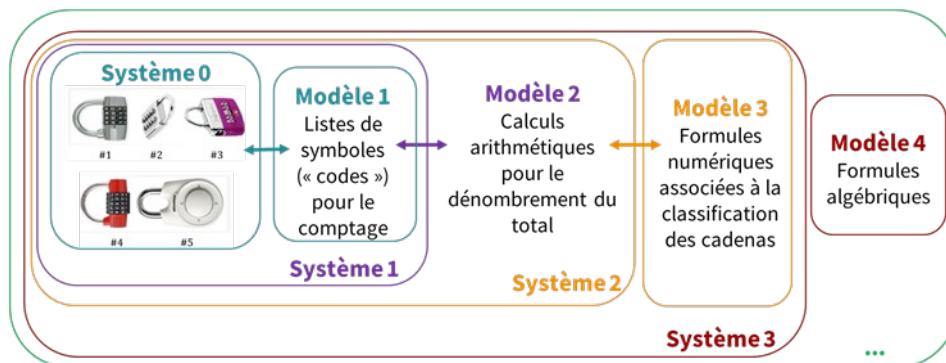 Système 0
#1
#2
#3
#4
#5
Modèle 1
Listes de
symboles
(« codes »)
pour le
comptage
Système 1
Modèle 2
Calculs
arithmétiques
pour le
dénombrement du
total
Système 2
Modèle 3
Formules
numériques
associées à la
classification
des cadenas
Système 3
Modèle 4
Formules
algébriques
...